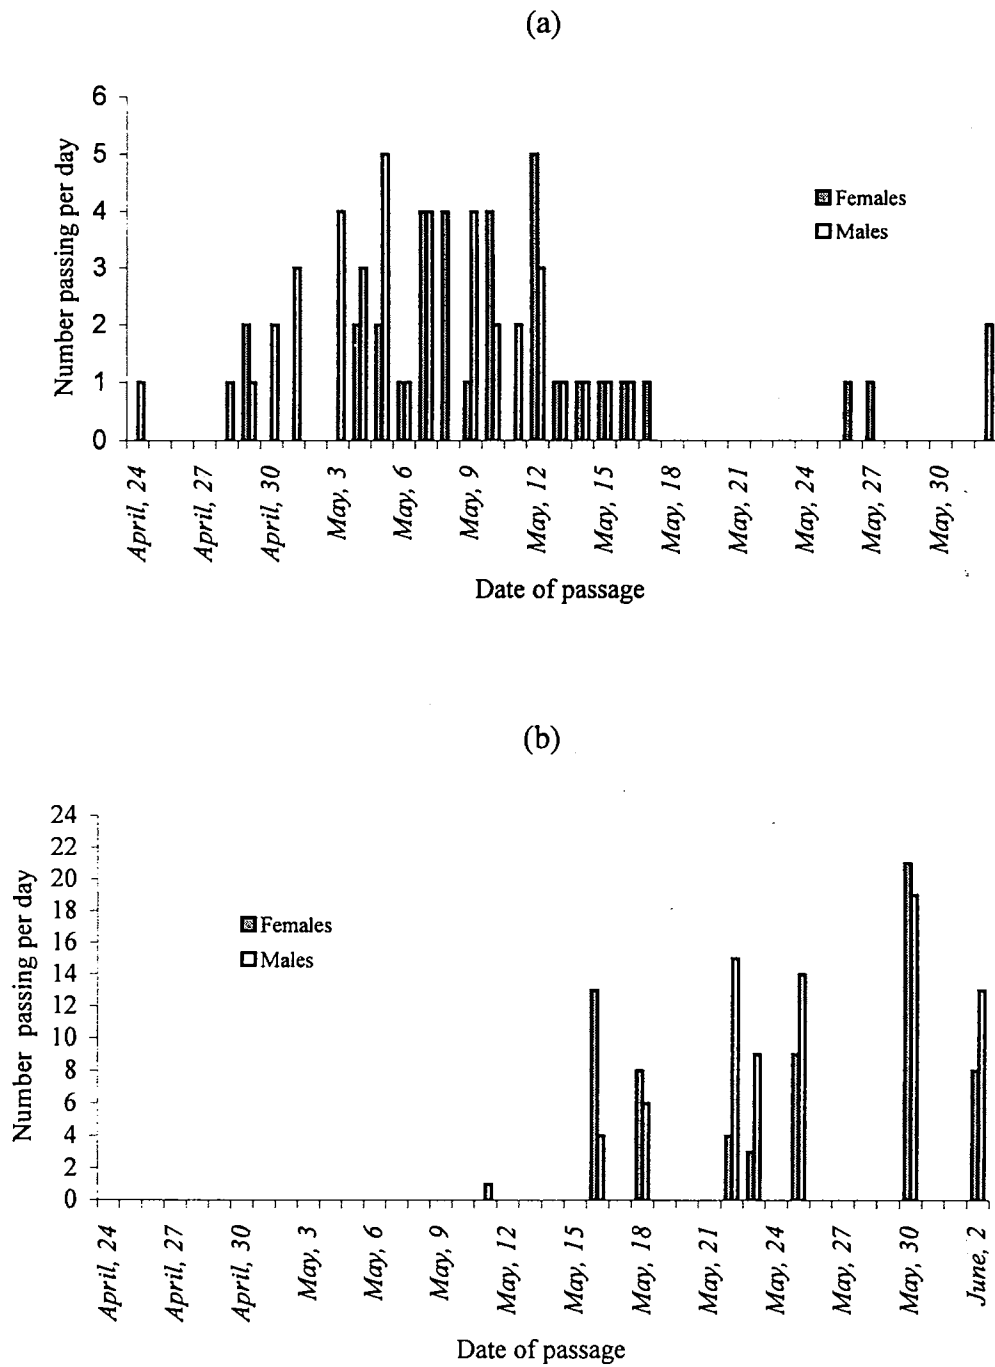 (a)
6
5
4
3
2
1
0
Number passing per day
Females
Males
April, 24
April, 27
April, 30
May, 3
May, 6
May, 9
May, 12
May, 15
May, 18
May, 21
May, 24
May, 27
May, 30
Date of passage
(b)
24
22
20
18
16
14
12
10
8
6
4
2
0
Number passing per day
Females
Males
April, 24
April, 27
April, 30
May, 3
May, 6
May, 9
May, 12
May, 15
May, 18
May, 21
May, 24
May, 27
May, 30
June, 2
Date of passage